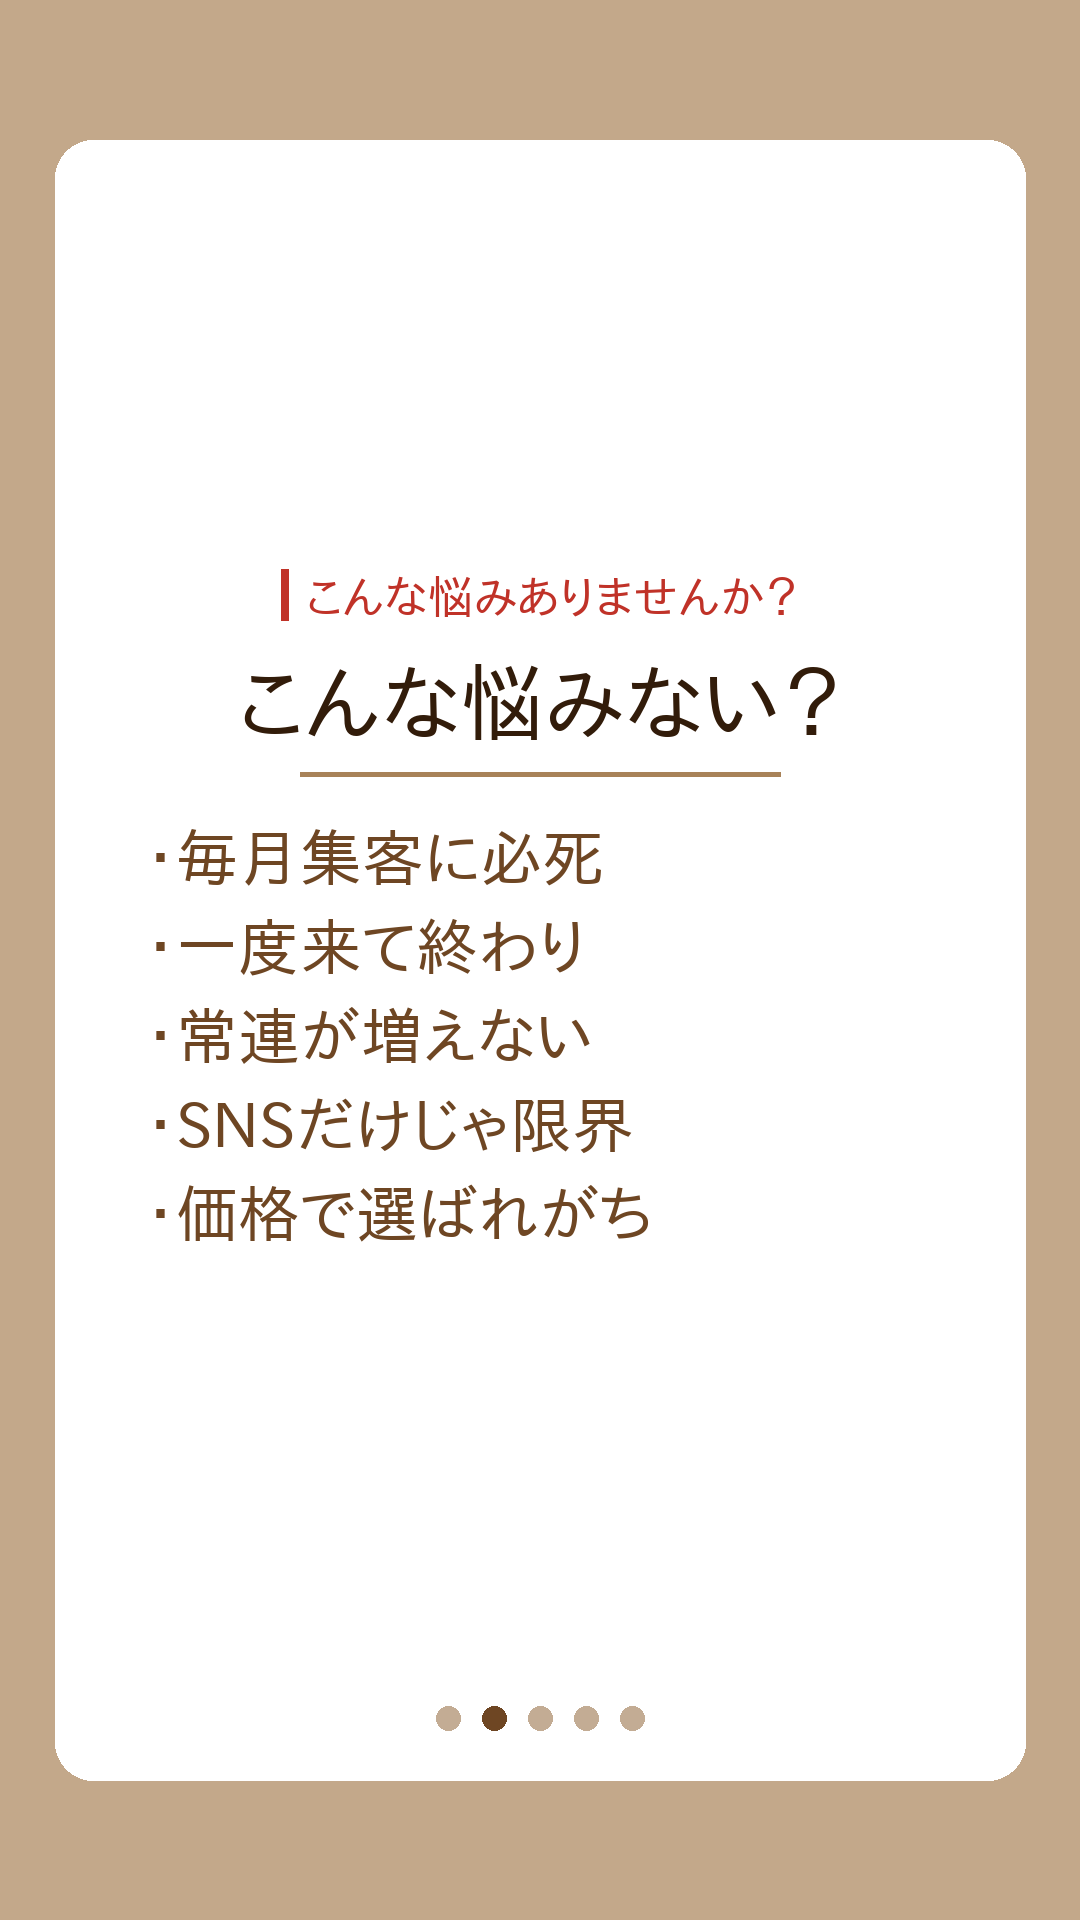 こんな悩みありませんか？
こんな悩みない？
・毎月集客に必死
・一度来て終わり
・常連が増えない
・SNSだけじゃ限界
・価格で選ばれがち